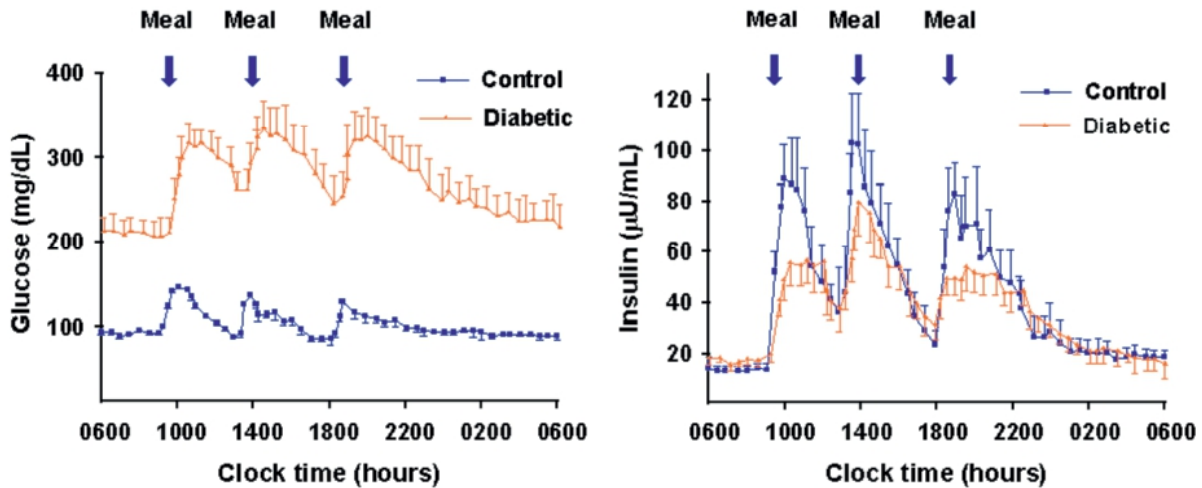 Meal Meal Meal
Control
Diabetic
Glucose (mg/dL)
400
300
200
100
0600 1000 1400 1800 2200 0200 0600
Clock time (hours)
Meal Meal Meal
Control
Diabetic
Insulin (μU/mL)
120
100
80
60
40
20
0600 1000 1400 1800 2200 0200 0600
Clock time (hours)